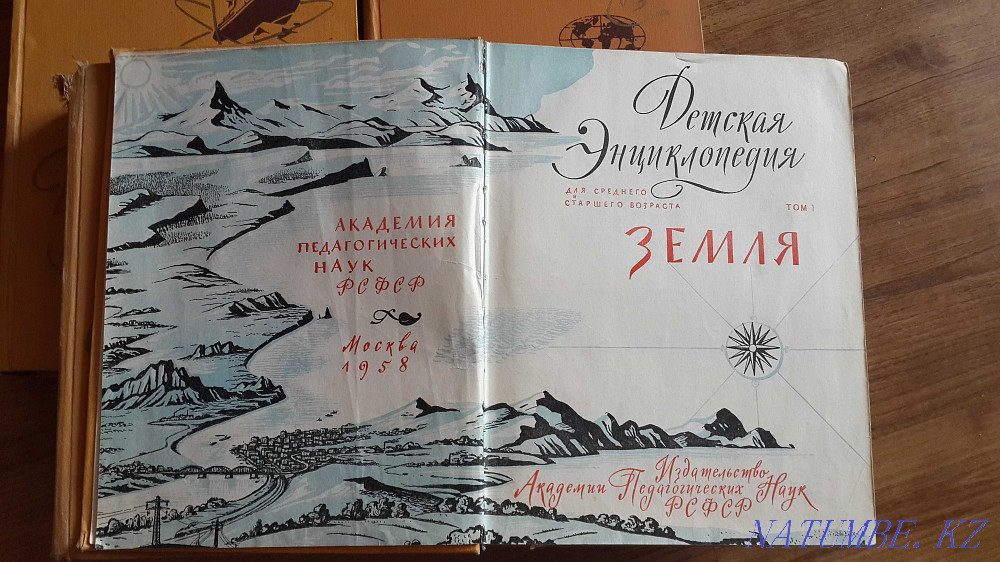 АКАДЕМИЯ
ПЕДАГОГИЧЕСКИХ
НАУК
РСФСР
Москва
1958
Детская
Энциклопедия
ДЛЯ СРЕДНЕГО
И
СТАРШЕГО ВОЗРАСТА
ТОМ I
ЗЕМЛЯ
Издательство
Академии Педагогических Наук
РСФСР
NATUMBE.KZ